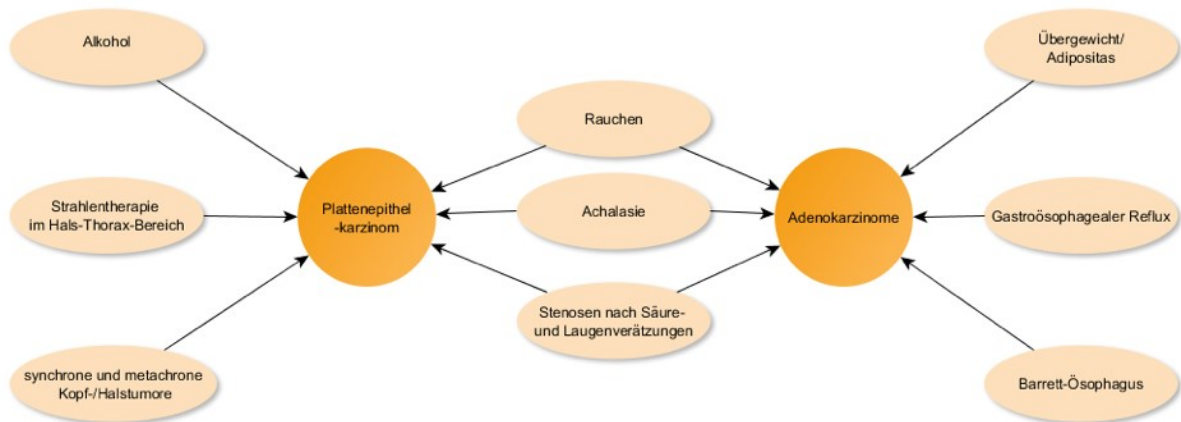 Alkohol
Übergewicht/
Adipositas
Rauchen
Strahlentherapie
im Hals-Thorax-Bereich
Plattenepithel
-karzinom
Achalasie
Adenokarzinome
Gastroösophagealer Reflux
Stenosen nach Säure-
und Laugenverätzungen
synchrone und metachrone
Kopf-/Halstumore
Barrett-Ösophagus